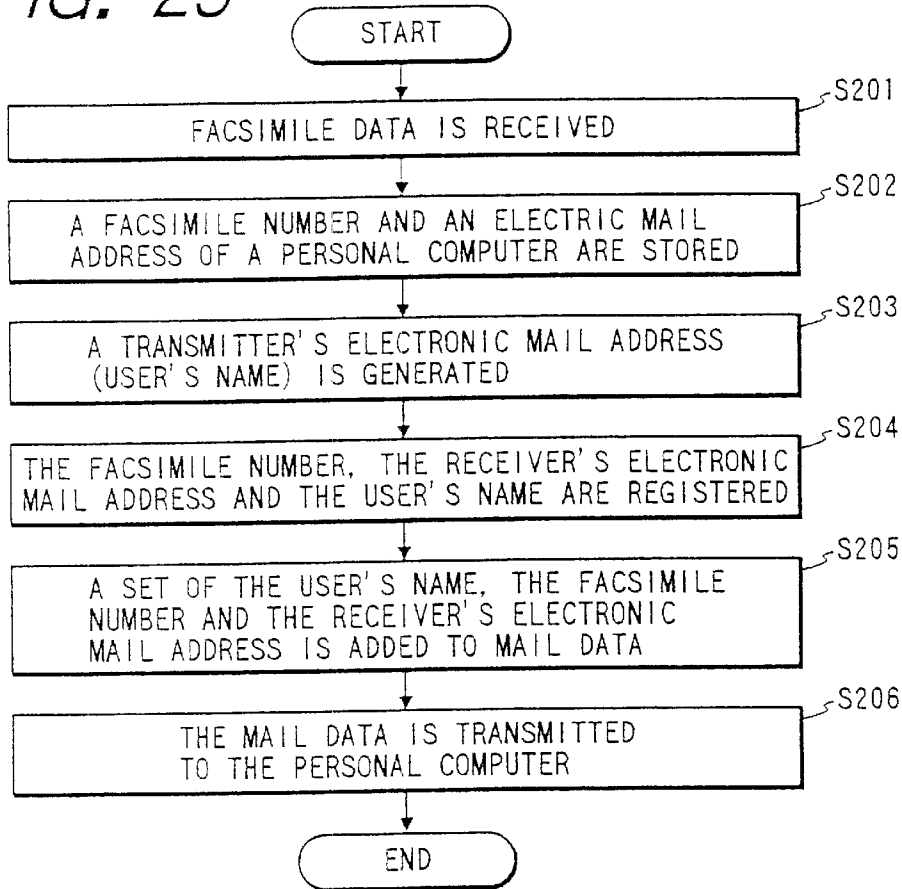 IG. 25
START
S201
FACSIMILE DATA IS RECEIVED
S202
A FACSIMILE NUMBER AND AN ELECTRIC MAIL
ADDRESS OF A PERSONAL COMPUTER ARE STORED
S203
A TRANSMITTER'S ELECTRONIC MAIL ADDRESS
(USER'S NAME) IS GENERATED
S204
THE FACSIMILE NUMBER, THE RECEIVER'S ELECTRONIC
MAIL ADDRESS AND THE USER'S NAME ARE REGISTERED
S205
A SET OF THE USER'S NAME, THE FACSIMILE
NUMBER AND THE RECEIVER'S ELECTRONIC
MAIL ADDRESS IS ADDED TO MAIL DATA
S206
THE MAIL DATA IS TRANSMITTED
TO THE PERSONAL COMPUTER
END